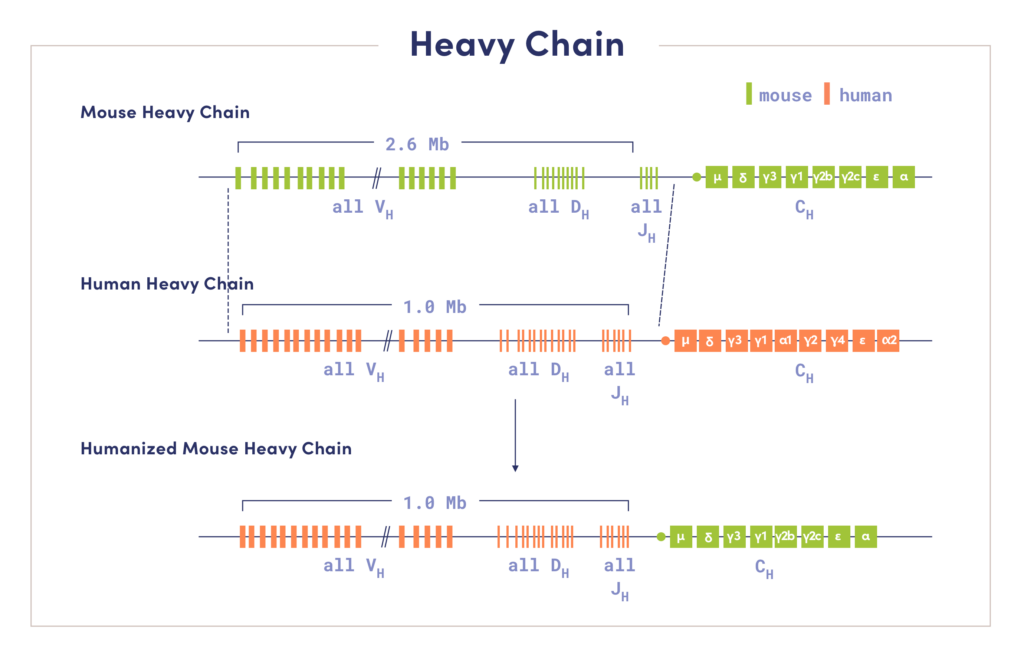 Heavy Chain
mouse human
Mouse Heavy Chain
2.6 Mb
μ δ γ3 γ1 γ2b γ2c ε α
all V_H all D_H all J_H C_H
Human Heavy Chain
1.0 Mb
μ δ γ3 γ1 α1 γ2 γ4 ε α2
all V_H all D_H all J_H C_H
Humanized Mouse Heavy Chain
1.0 Mb
μ δ γ3 γ1 γ2b γ2c ε α
all V_H all D_H all J_H C_H